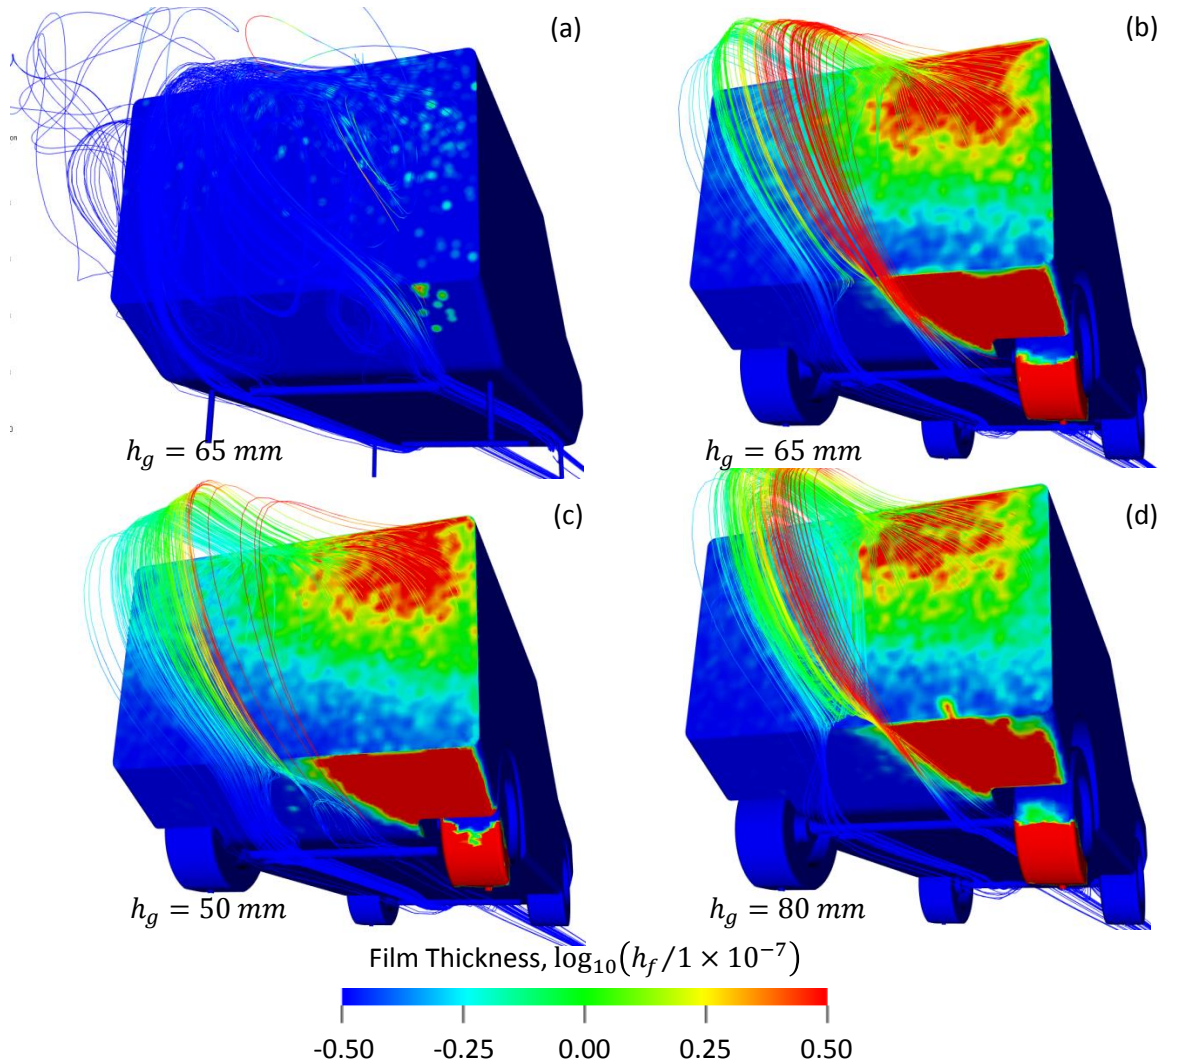 (a)
(b)
h_g = 65 mm
h_g = 65 mm
(c)
(d)
h_g = 50 mm
h_g = 80 mm
Film Thickness, log₁₀(h_f/1 × 10⁻⁷)
-0.50 -0.25 0.00 0.25 0.50